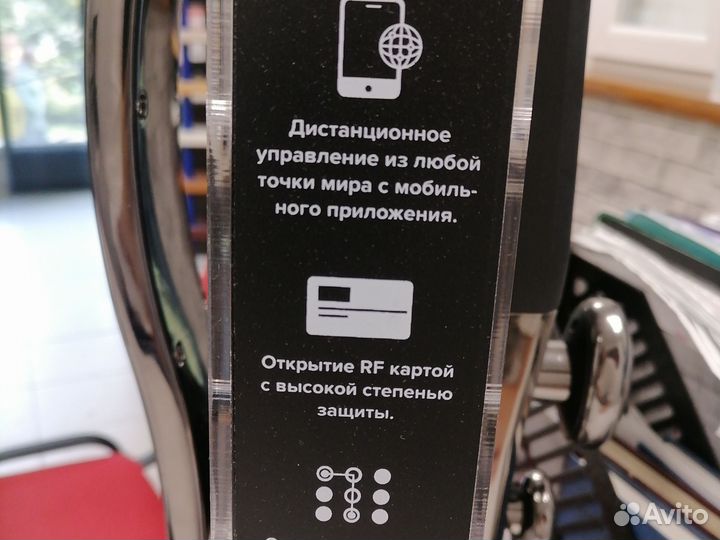 Дистанционное
управление из любой
точки мира с мобиль-
ного приложения.
Открытие RF картой
с высокой степенью
защиты.
Avito